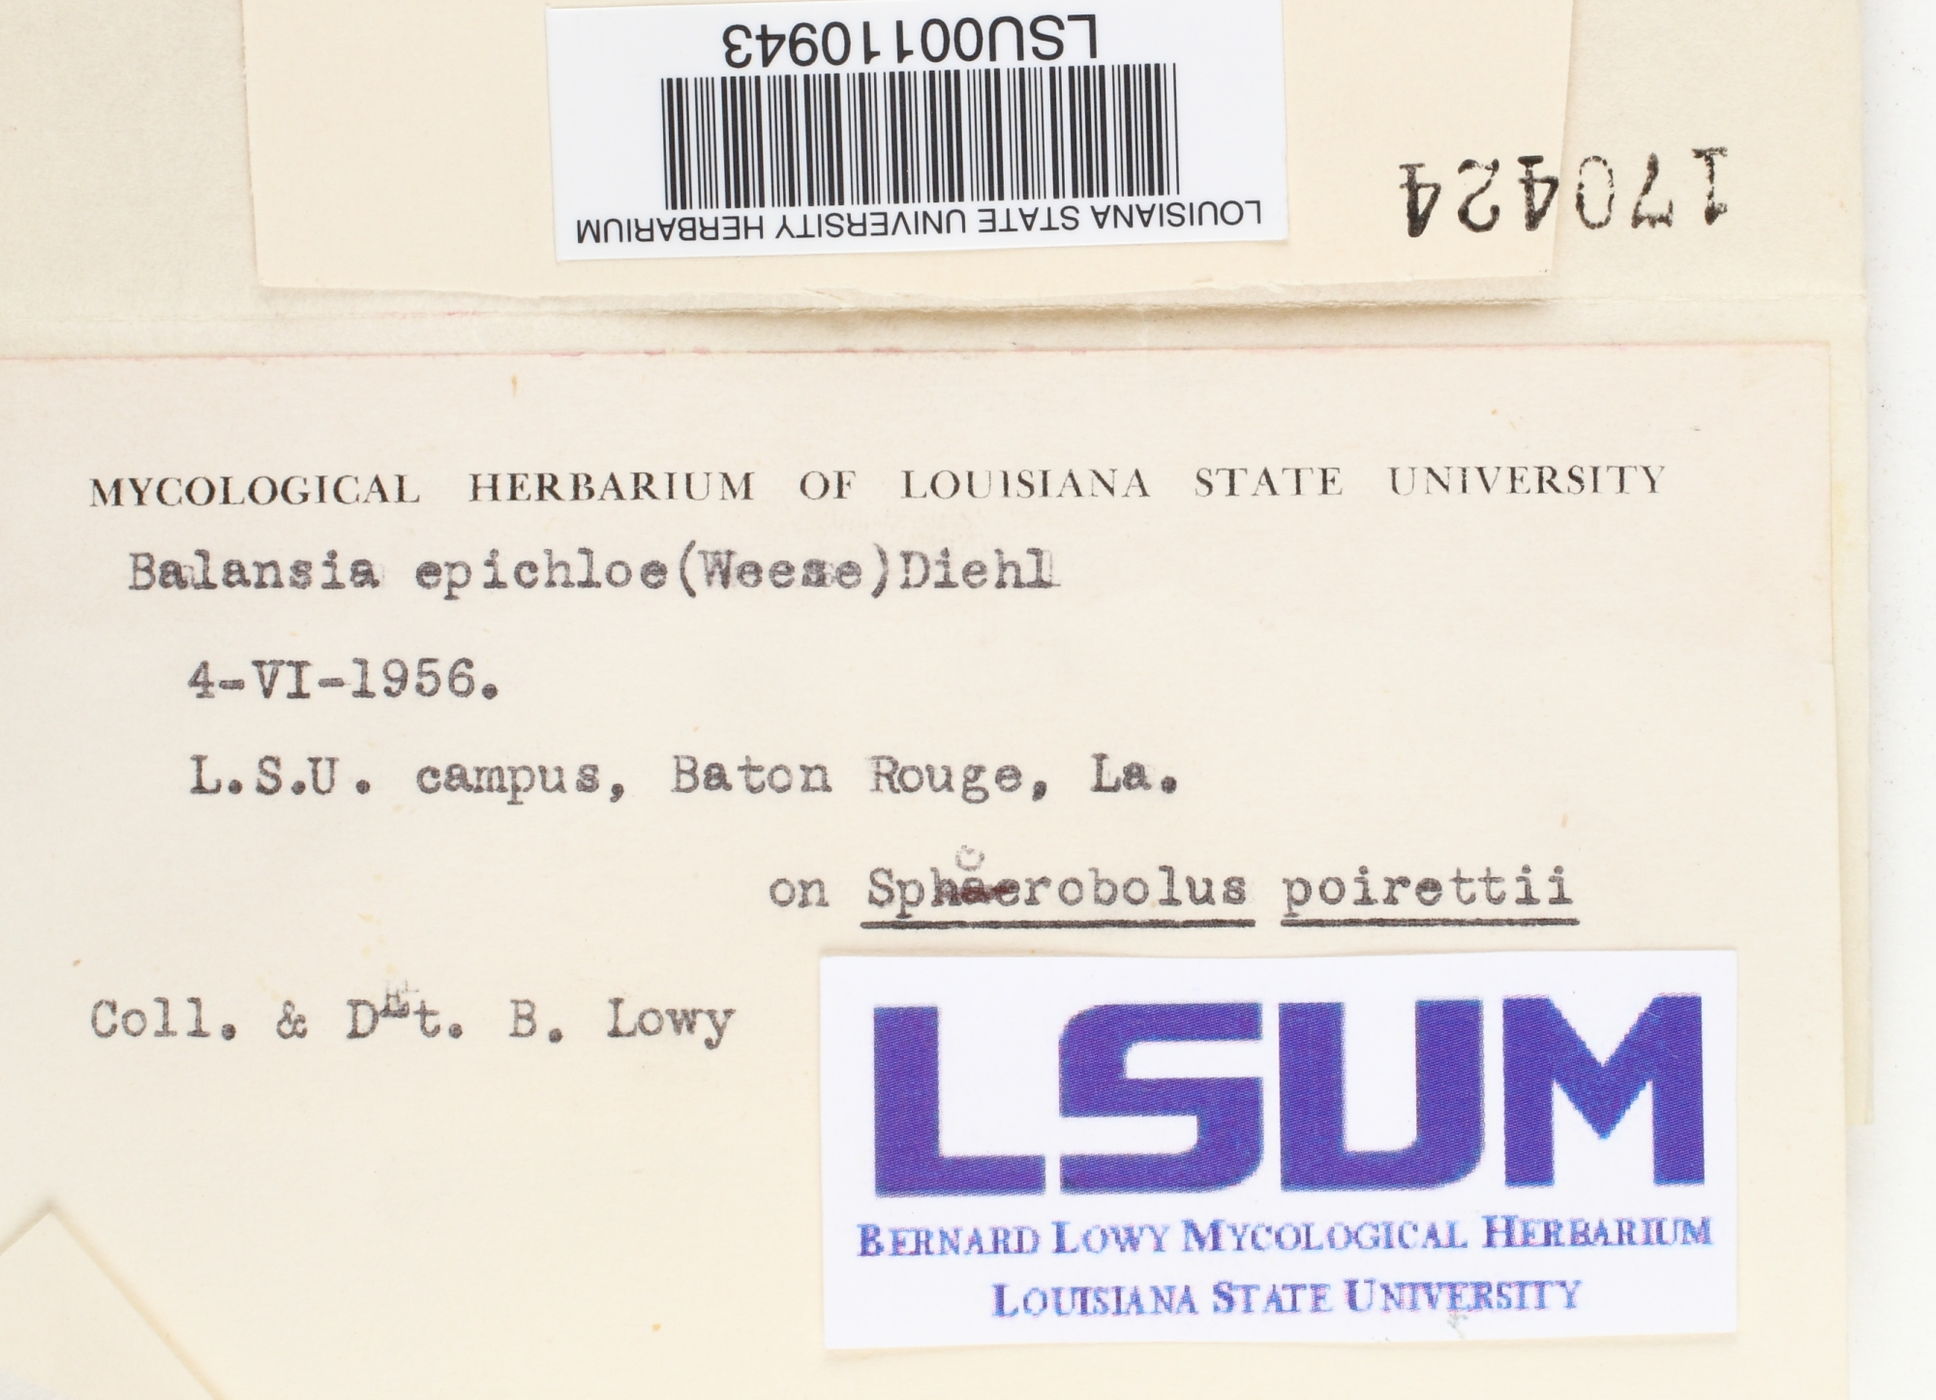 LSU00110943
LOUISIANA STATE UNIVERSITY HERBARIUM
170424
MYCOLOGICAL HERBARIUM OF LOUISIANA STATE UNIVERSITY
Balansia epichloe(Weese)Diehl
4-VI-1956.
L.S.U. campus, Baton Rouge, La.
on Sphaerobolus poirettii
Coll. & DEt. B. Lowy
LSUM
BERNARD LOWY MYCOLOGICAL HERBARIUM
LOUISIANA STATE UNIVERSITY